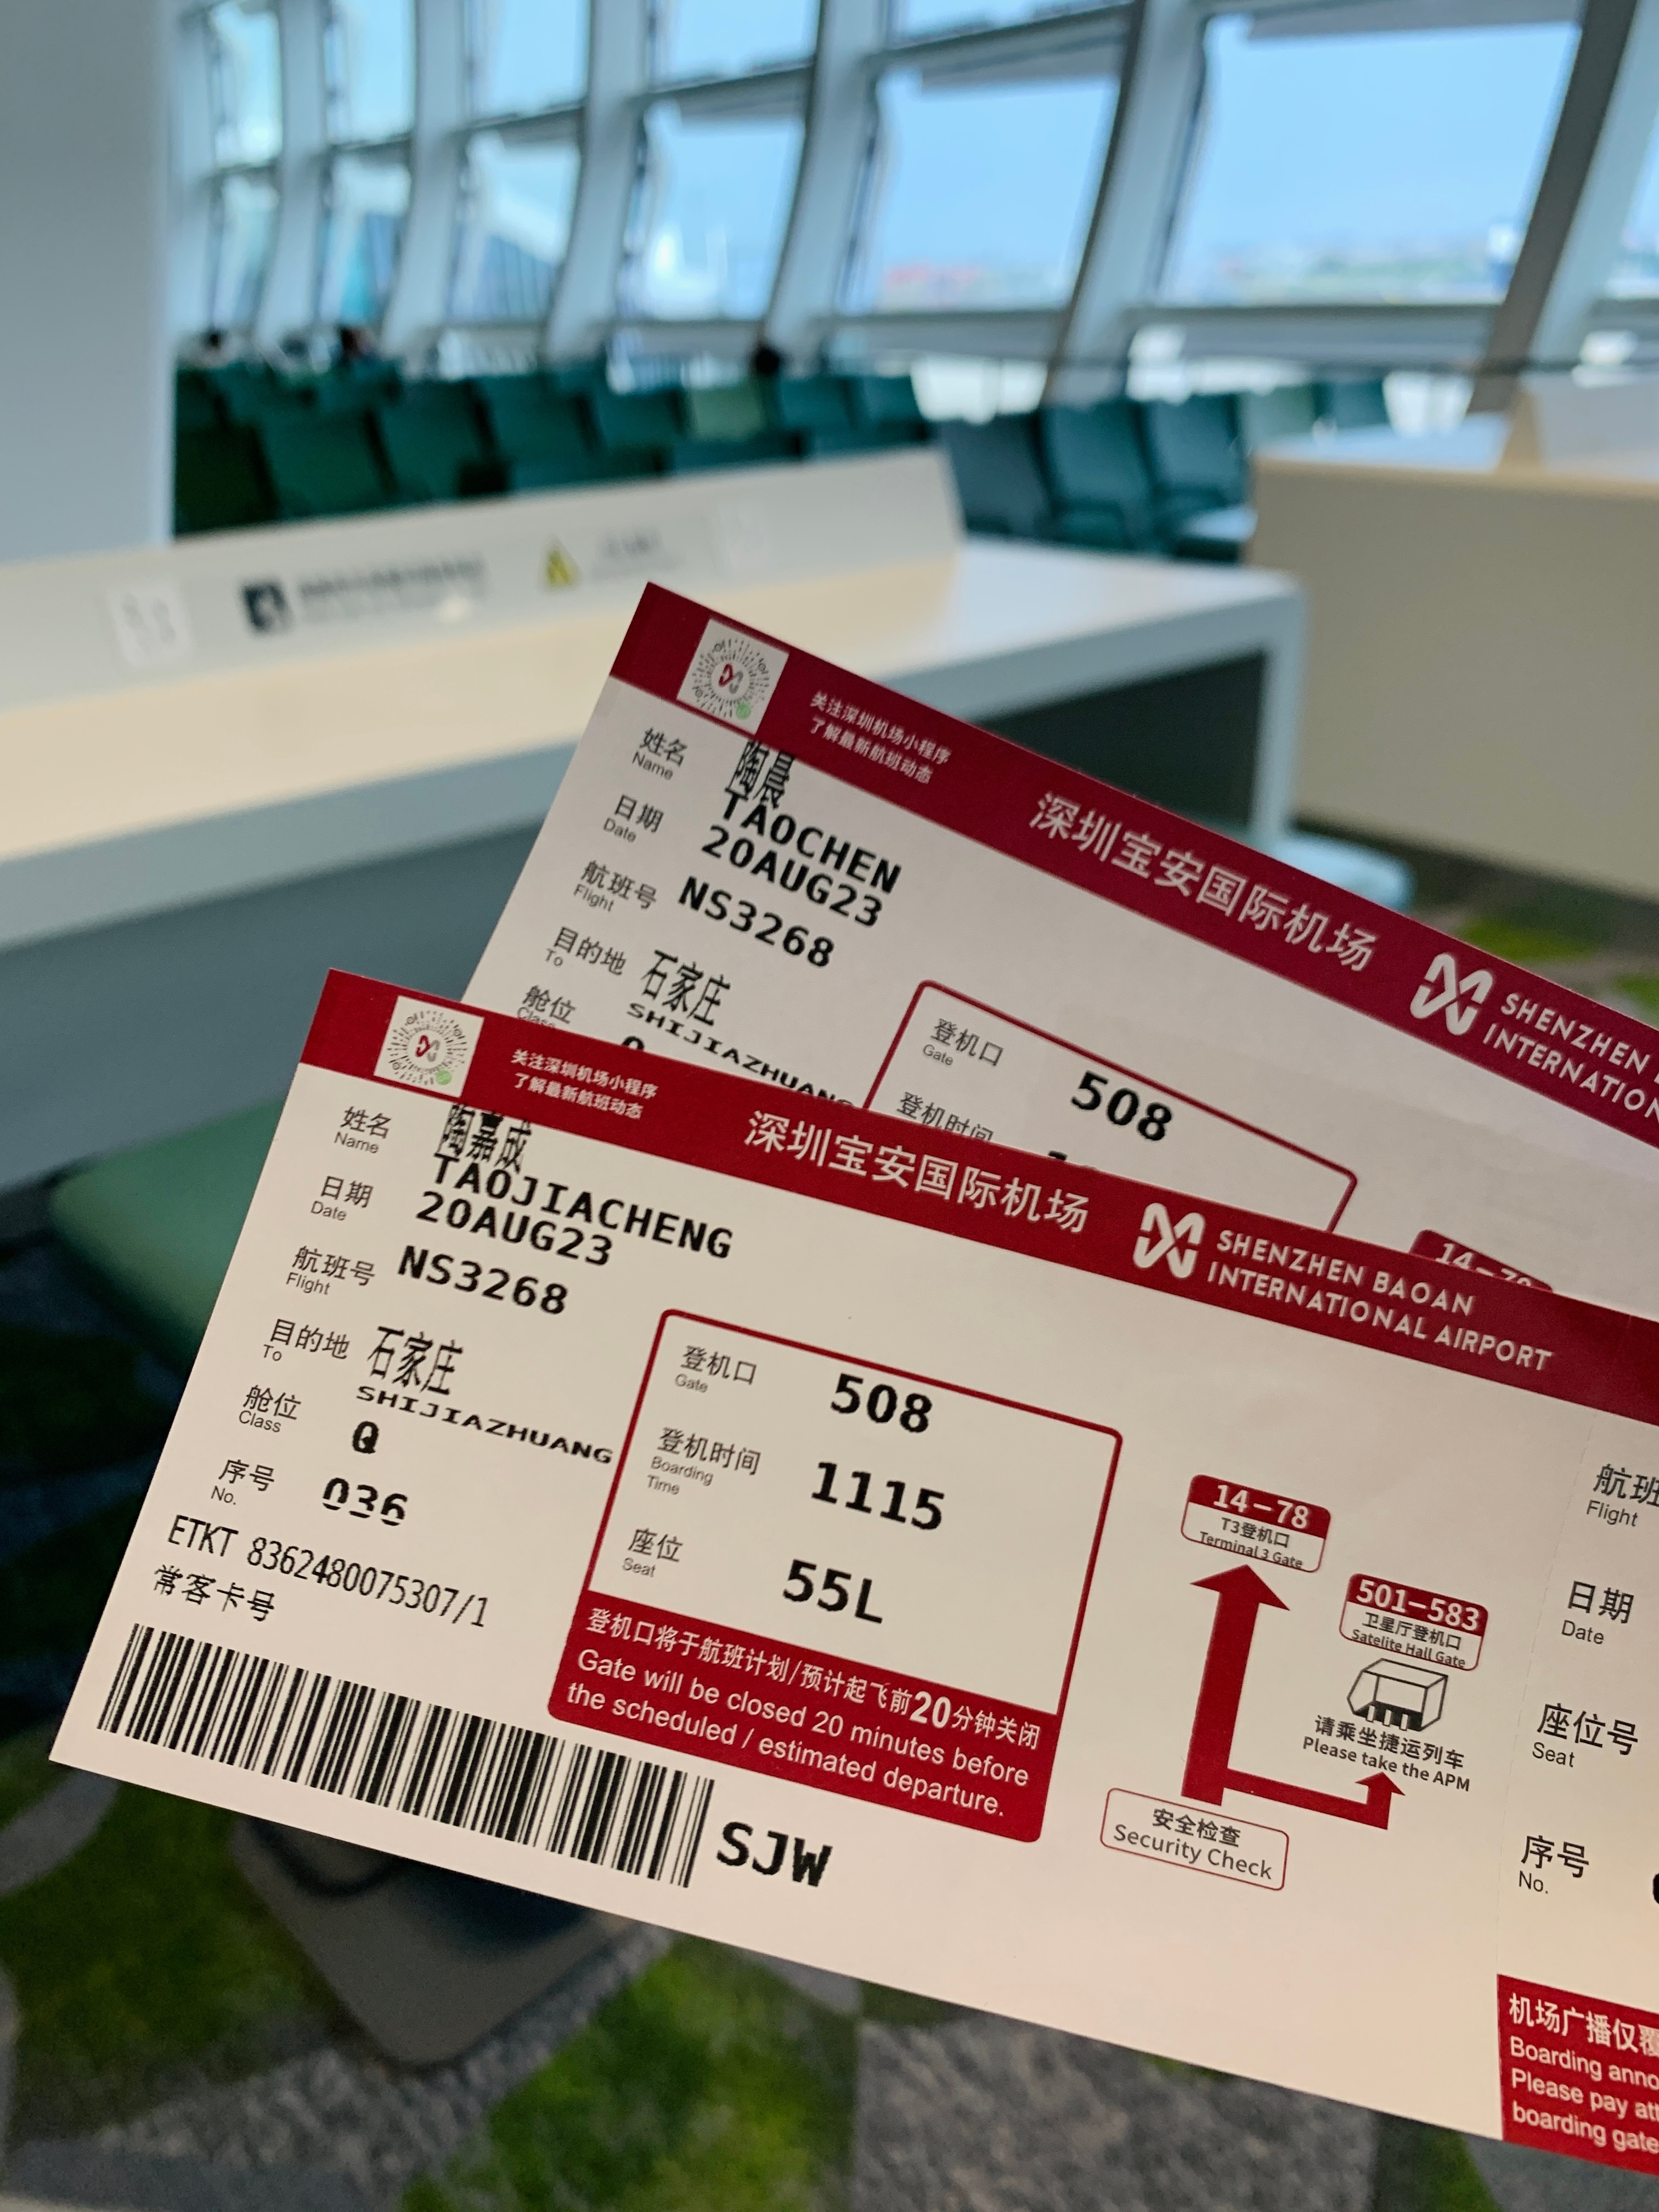 关注深圳机场小程序
了解最新航班动态
深圳宝安国际机场
SHENZHEN
INTERNATION
姓名
Name
陶晨
TAOCHEN
日期
Date
20AUG23
航班号
Flight
NS3268
目的地
To
石家庄
SHIJIAZHUANG
舱位
Class
登机口
Gate
508
登机时间
关注深圳机场小程序
了解最新航班动态
深圳宝安国际机场
SHENZHEN BAOAN
INTERNATIONAL AIRPORT
姓名
Name
陶嘉成
TAOJIACHENG
日期
Date
20AUG23
航班号
Flight
NS3268
目的地
To
石家庄
SHIJIAZHUANG
舱位
Class
Q
序号
No.
036
ETKT 8362480075307/1
常客卡号
SJW
登机口
Gate
508
登机时间
Boarding
Time
1115
座位
Seat
55L
登机口将于航班计划/预计起飞前20分钟关闭
Gate will be closed 20 minutes before
the scheduled / estimated departure.
14-78
T3登机口
Terminal 3 Gate
501-583
卫星厅登机口
Satelite Hall Gate
请乘坐捷运列车
Please take the APM
安全检查
Security Check
航班
Flight
日期
Date
座位号
Seat
序号
No.
机场广播仅覆
Boarding anno
Please pay att
boarding gate